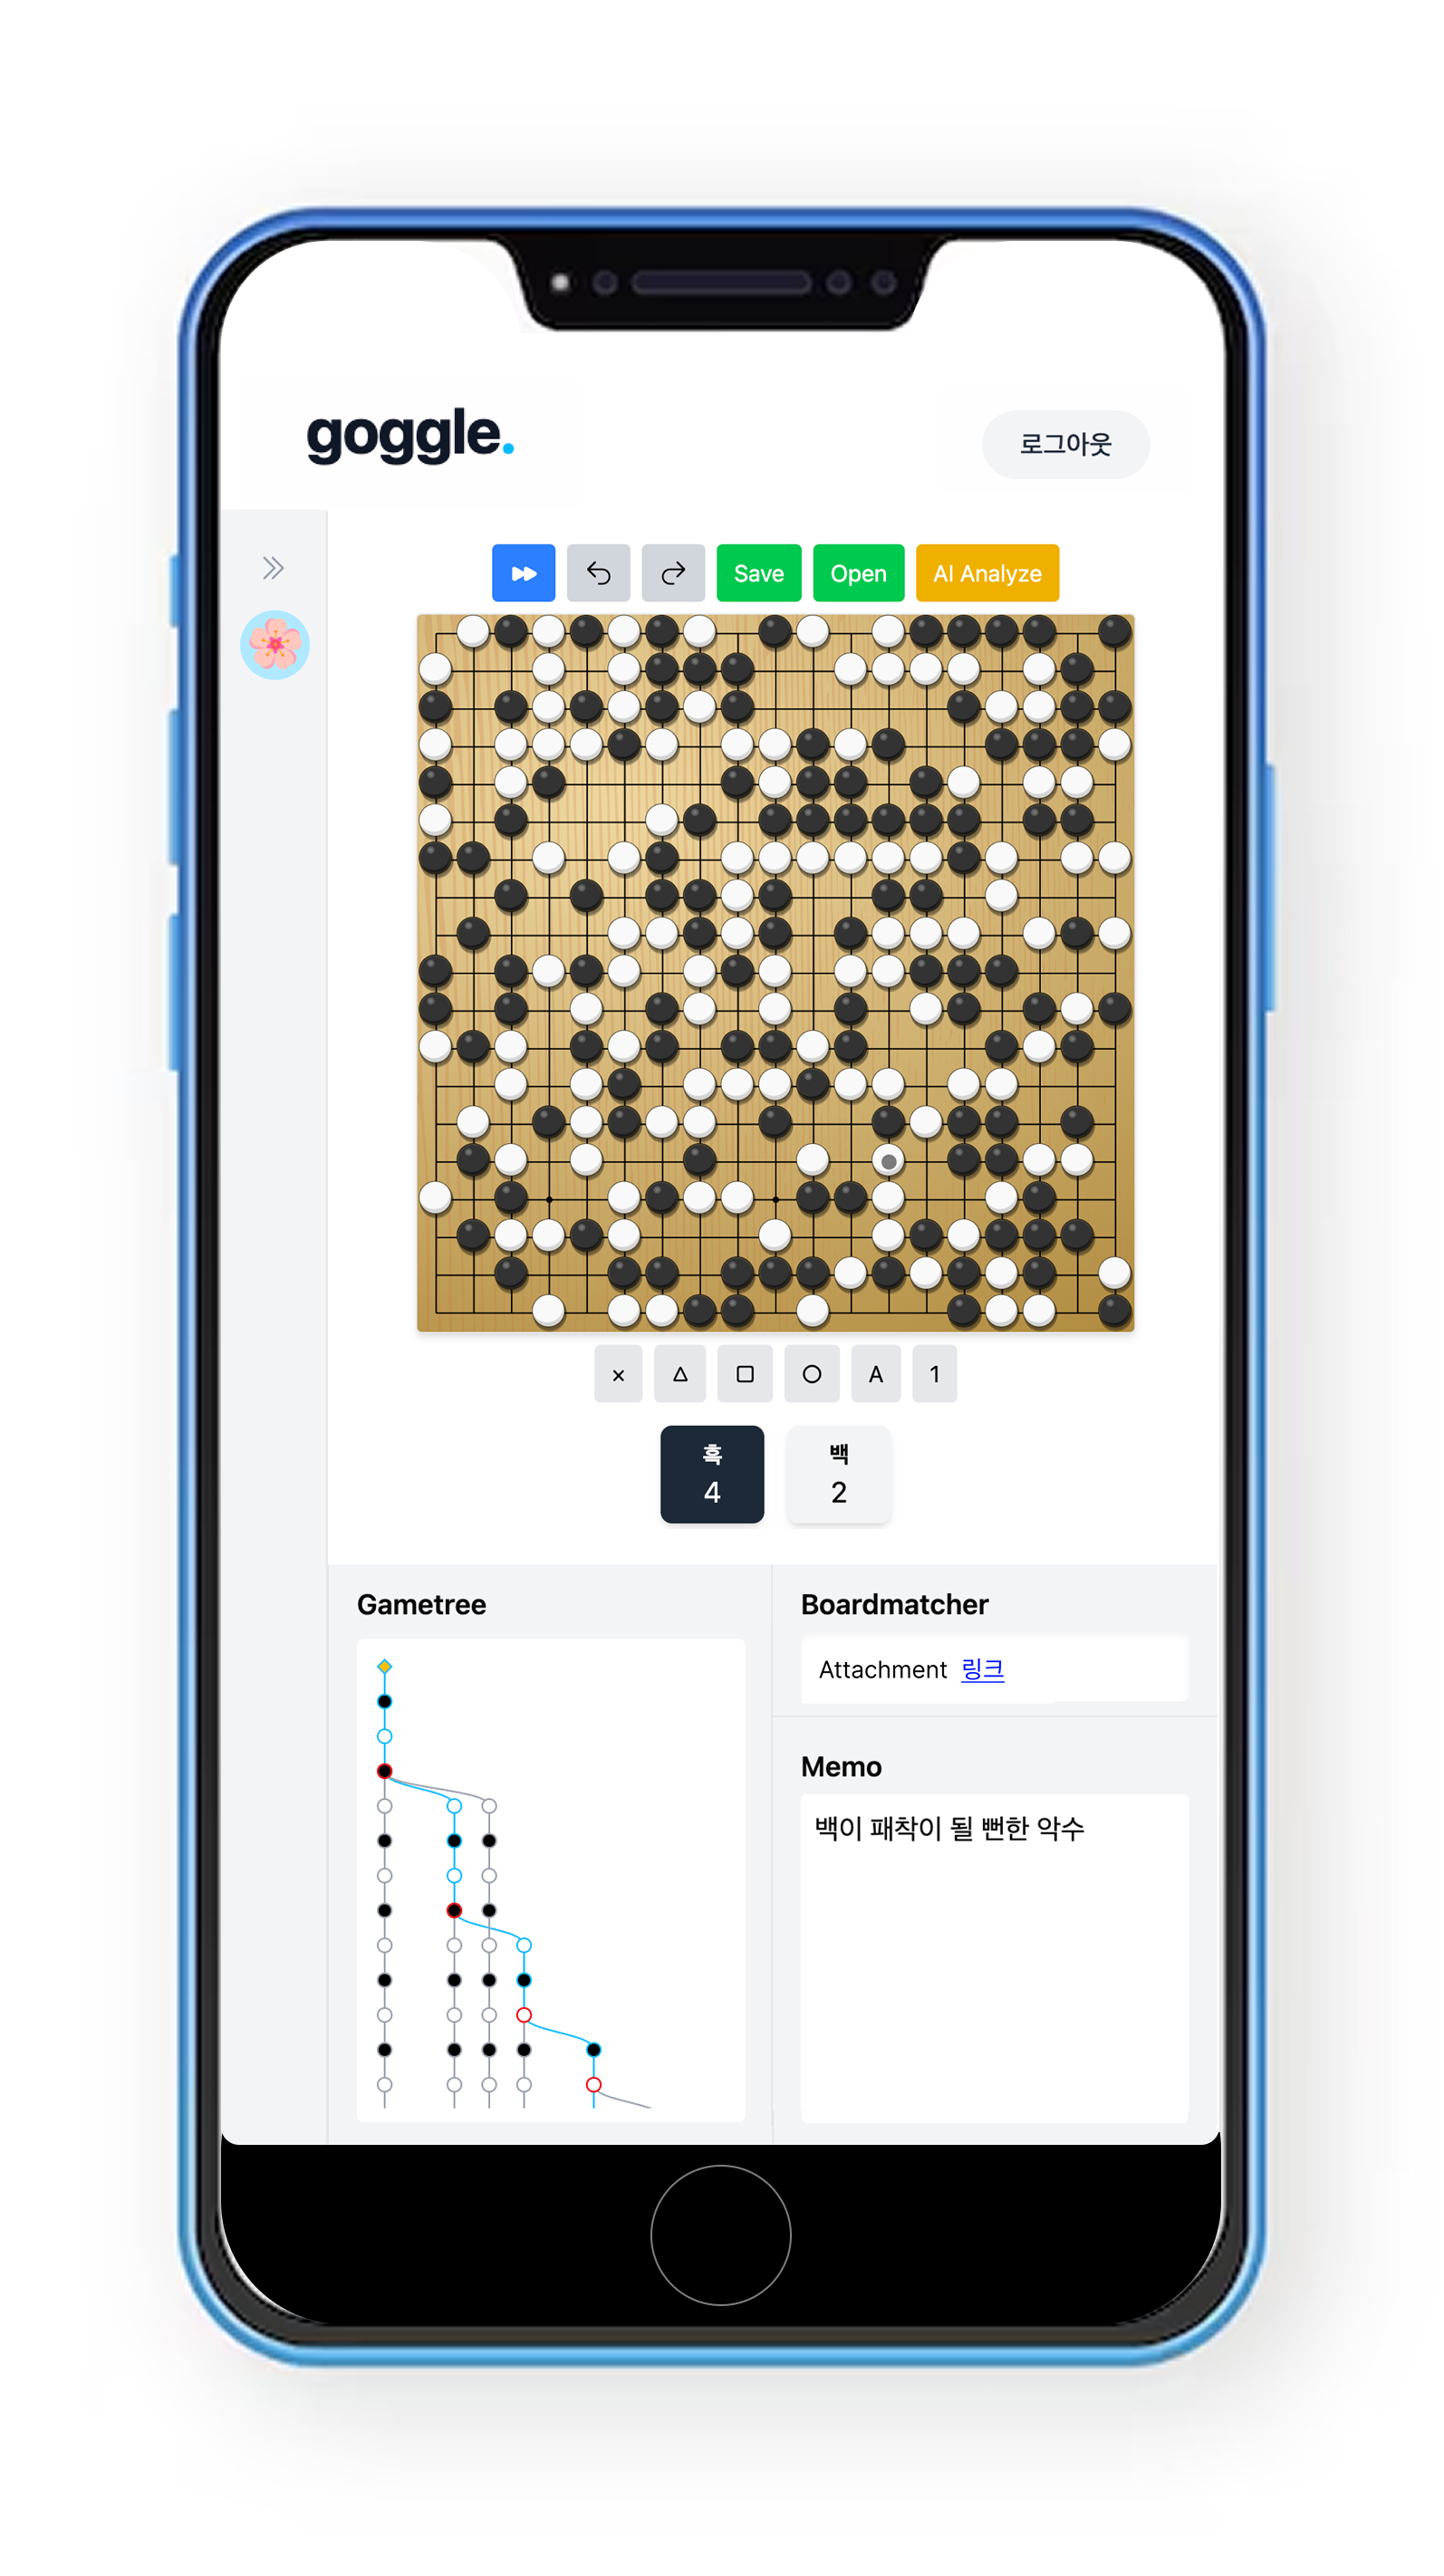 goggle.
로그아웃
Save
Open
AI Analyze
A
1
흑
4
백
2
Gametree
Boardmatcher
Attachment 링크
Memo
백이 패착이 될 뻔한 악수